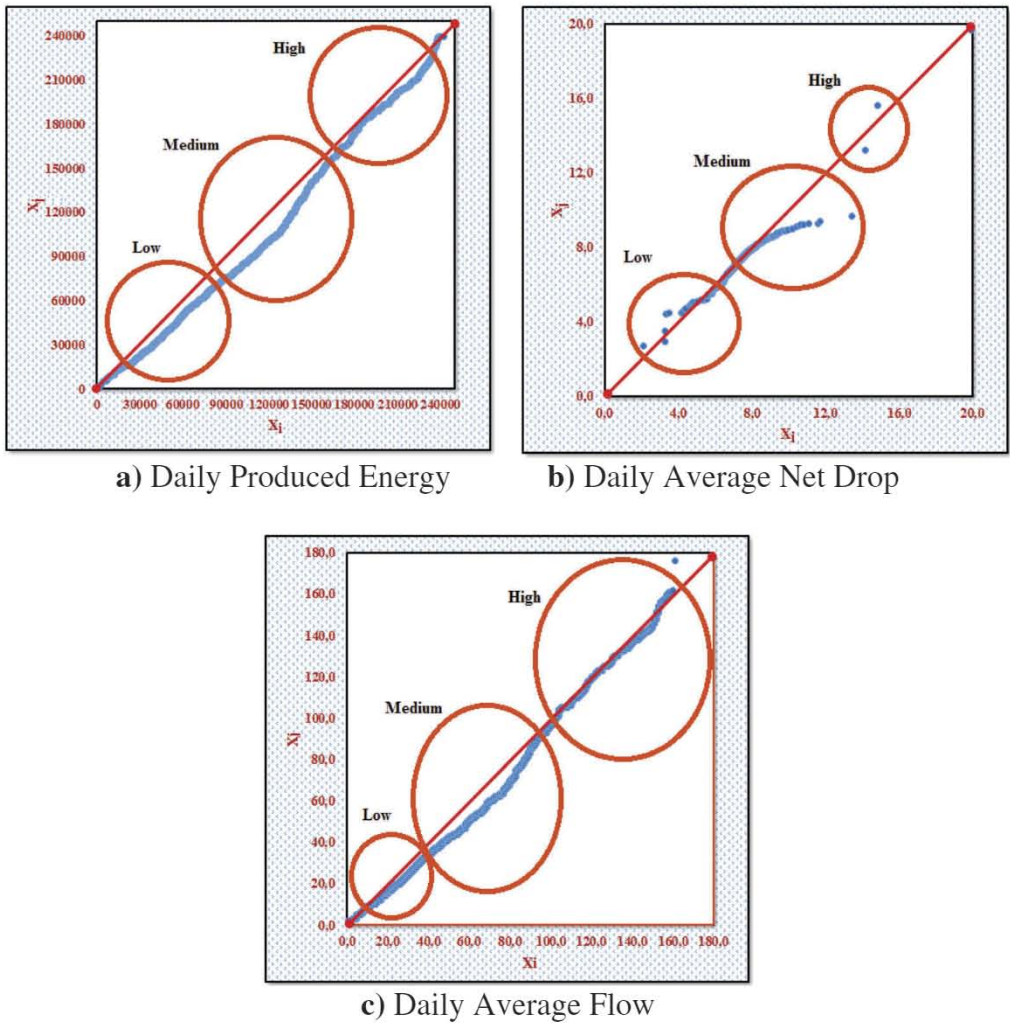 240000
210000
180000
150000
120000
90000
60000
30000
0
Xj
High
Medium
Low
0 30000 60000 90000 120000 150000 180000 210000 240000
Xi
20,0
16,0
12,0
8,0
4,0
0,0
Xj
High
Medium
Low
0,0 4,0 8,0 12,0 16,0 20,0
Xi
a) Daily Produced Energy
b) Daily Average Net Drop
180,0
160,0
140,0
120,0
100,0
80,0
60,0
40,0
20,0
0,0
Xj
High
Medium
Low
0,0 20,0 40,0 60,0 80,0 100,0 120,0 140,0 160,0 180,0
Xi
c) Daily Average Flow